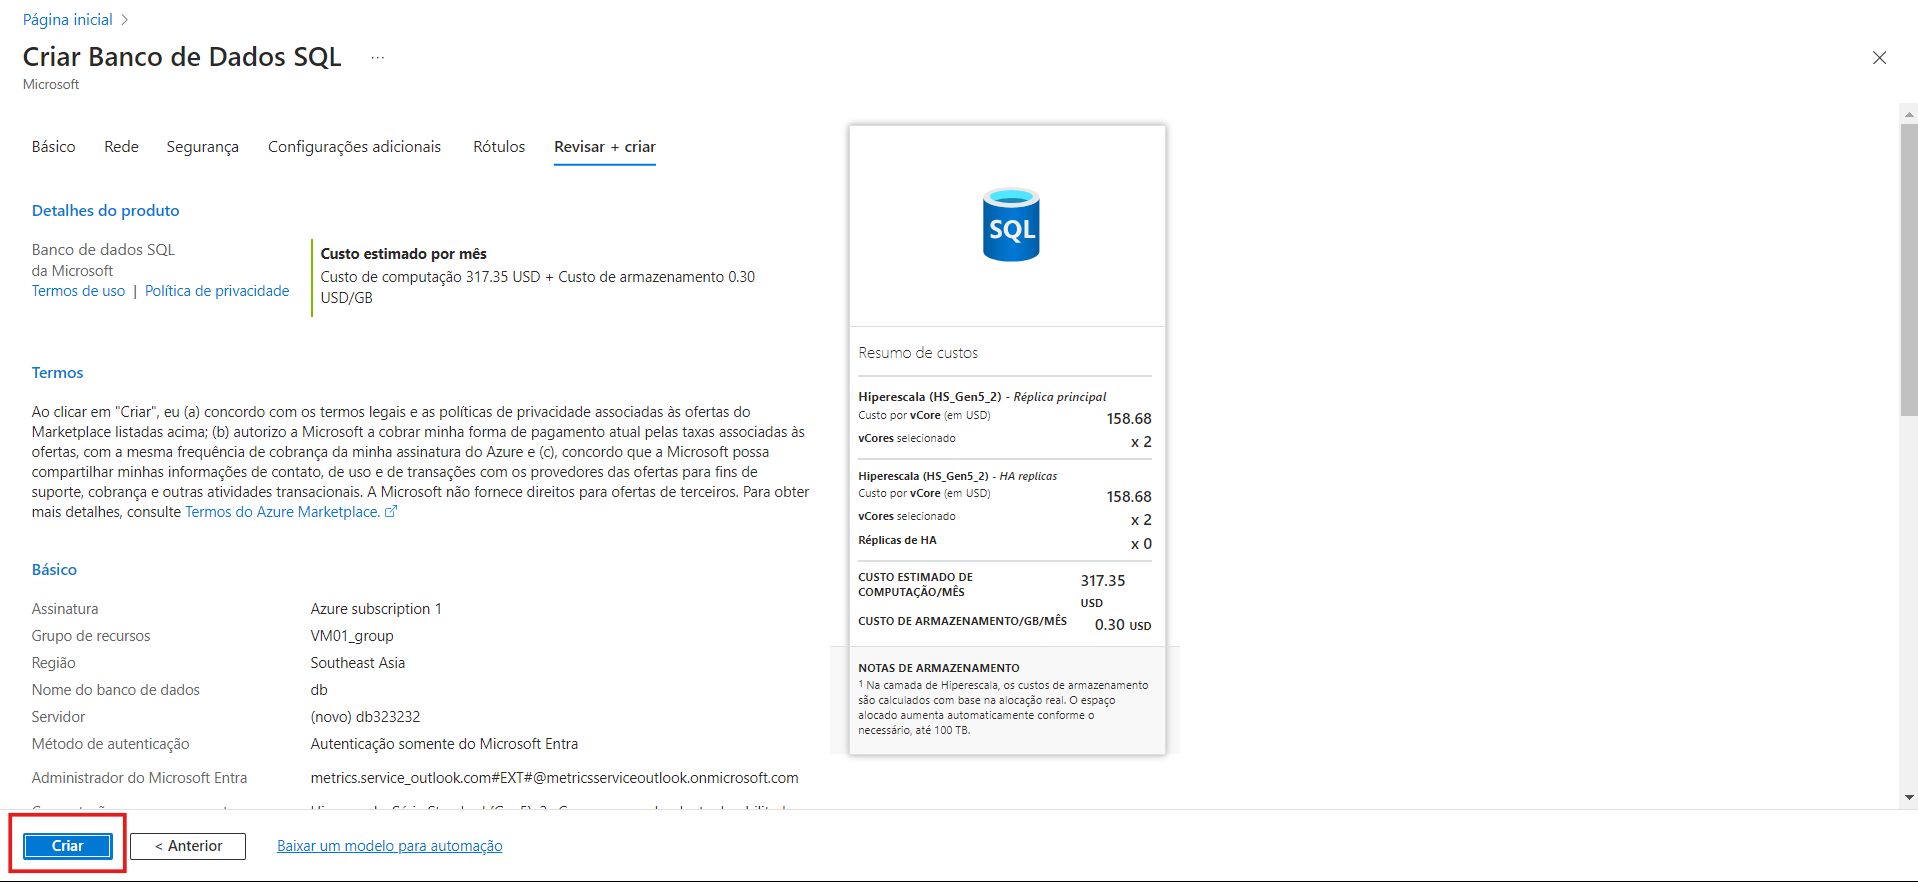 Página inicial
Criar Banco de Dados SQL ...
Microsoft
Básico Rede Segurança Configurações adicionais Rótulos Revisar + criar
Detalhes do produto
Banco de dados SQL
da Microsoft
Termos de uso | Política de privacidade
Custo estimado por mês
Custo de computação 317.35 USD + Custo de armazenamento 0.30
USD/GB
Termos
Ao clicar em "Criar", eu (a) concordo com os termos legais e as políticas de privacidade associadas às ofertas do
Marketplace listadas acima; (b) autorizo a Microsoft a cobrar minha forma de pagamento atual pelas taxas associadas às
ofertas, com a mesma frequência de cobrança da minha assinatura do Azure e (c), concordo que a Microsoft possa
compartilhar minhas informações de contato, de uso e de transações com os provedores das ofertas para fins de
suporte, cobrança e outras atividades transacionais. A Microsoft não fornece direitos para ofertas de terceiros. Para obter
mais detalhes, consulte Termos do Azure Marketplace.
Básico
Assinatura Azure subscription 1
Grupo de recursos VM01_group
Região Southeast Asia
Nome do banco de dados db
Servidor (novo) db323232
Método de autenticação Autenticação somente do Microsoft Entra
Administrador do Microsoft Entra metrics.service_outlook.com#EXT#@metricsserviceoutlook.onmicrosoft.com
SQL
Resumo de custos
Hiperescala (HS_Gen5_2) - Réplica principal
Custo por vCore (em USD) 158.68
vCores selecionado x 2
Hiperescala (HS_Gen5_2) - HA replicas
Custo por vCore (em USD) 158.68
vCores selecionado x 2
Réplicas de HA x 0
CUSTO ESTIMADO DE
COMPUTAÇÃO/MÊS 317.35
USD
CUSTO DE ARMAZENAMENTO/GB/MÊS 0.30 USD
NOTAS DE ARMAZENAMENTO
¹ Na camada de Hiperescala, os custos de armazenamento
são calculados com base na alocação real. O espaço
alocado aumenta automaticamente conforme o
necessário, até 100 TB.
Criar < Anterior Baixar um modelo para automação